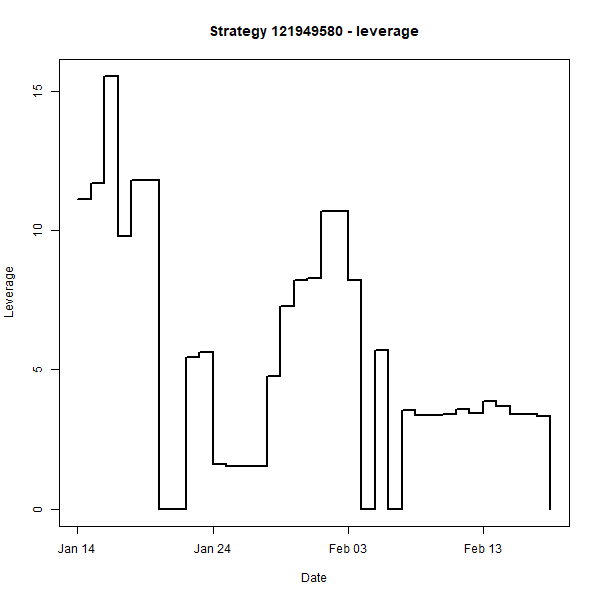 Strategy 121949580 - leverage
15
10
5
0
Leverage
Jan 14
Jan 24
Feb 03
Feb 13
Date